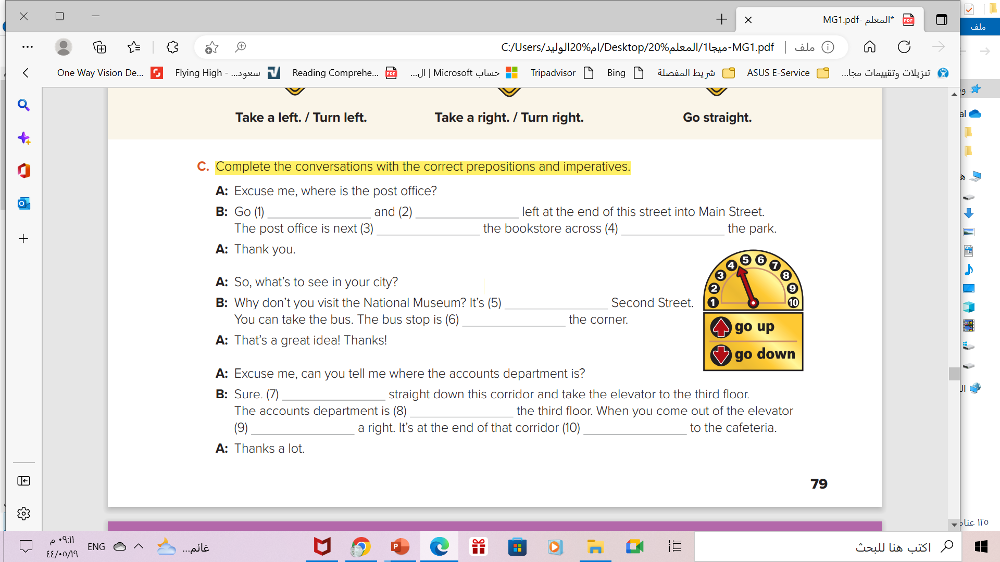 *المعلم -MG1.pdf
ملف
C:/Users/ام%20الوليد/Desktop/ميجا1/المعلم%20-MG1.pdf
ملف
One Way Vision De...
Flying High - سعود...
Reading Comprehe...
حساب Microsoft | ال...
Tripadvisor
Bing
شريط المفضلة
ASUS E-Service
تنزيلات وتقييمات مجا...
Take a left. / Turn left.
Take a right. / Turn right.
Go straight.
C. Complete the conversations with the correct prepositions and imperatives.
A: Excuse me, where is the post office?
B: Go (1) ______________ and (2) ______________ left at the end of this street into Main Street.
The post office is next (3) ______________ the bookstore across (4) ______________ the park.
A: Thank you.
A: So, what's to see in your city?
B: Why don't you visit the National Museum? It's (5) ______________ Second Street.
You can take the bus. The bus stop is (6) ______________ the corner.
A: That's a great idea! Thanks!
1 2 3 4 5 6 7 8 9 10
go up
go down
A: Excuse me, can you tell me where the accounts department is?
B: Sure. (7) ______________ straight down this corridor and take the elevator to the third floor.
The accounts department is (8) ______________ the third floor. When you come out of the elevator
(9) ______________ a right. It's at the end of that corridor (10) ______________ to the cafeteria.
A: Thanks a lot.
79
١٢٥ عناص
٠٩:١١ م
٤٤/٠٥/١٩
ENG
غائم...
اكتب هنا للبحث